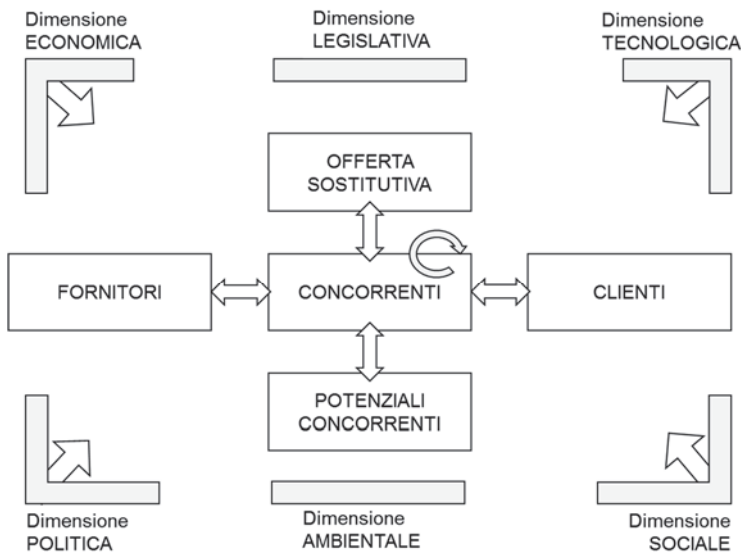 Dimensione
ECONOMICA
Dimensione
LEGISLATIVA
Dimensione
TECNOLOGICA
OFFERTA
SOSTITUTIVA
FORNITORI
CONCORRENTI
CLIENTI
POTENZIALI
CONCORRENTI
Dimensione
POLITICA
Dimensione
AMBIENTALE
Dimensione
SOCIALE